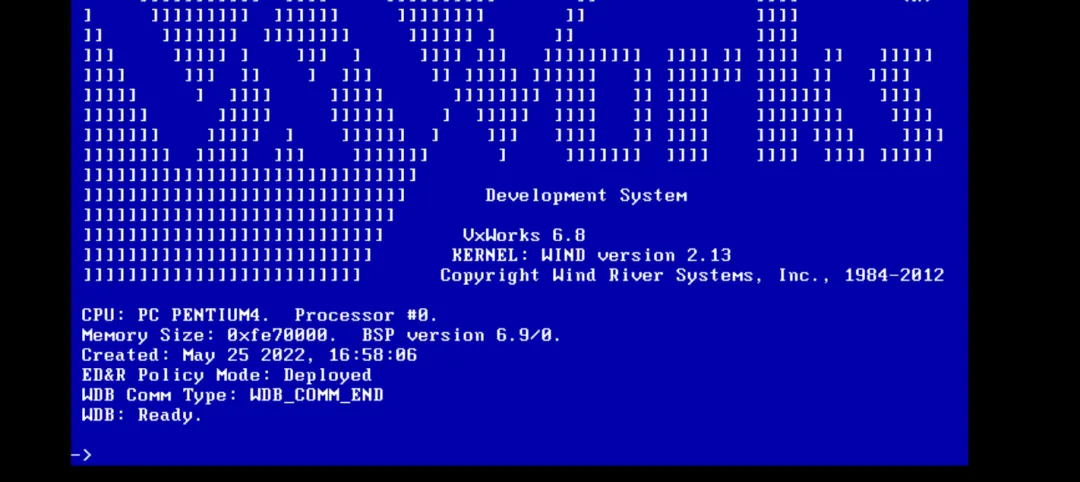 ]     ]]]]]]]]]  ]]]]]]     ]]]]]]]]       ]]               ]]]]
]]     ]]]]]]]  ]]]]]]]]     ]]]]]] ]     ]]                ]]]]
]]]     ]]]]] ]    ]]]  ]     ]]]] ]]]   ]]]]]]]]]  ]]]] ]] ]]]]  ]]   ]]]]]
]]]]     ]]]  ]]    ]  ]]]     ]] ]]]]] ]]]]]]   ]] ]]]]]]] ]]]] ]]   ]]]]
]]]]]     ]  ]]]]     ]]]]]      ]]]]]]]] ]]]]   ]] ]]]]    ]]]]]]]    ]]]]
]]]]]]      ]]]]]     ]]]]]]    ]  ]]]]]  ]]]]   ]] ]]]]    ]]]]]]]]    ]]]]
]]]]]]]    ]]]]]  ]    ]]]]]]  ]    ]]]   ]]]]   ]] ]]]]    ]]]] ]]]]    ]]]]
]]]]]]]]  ]]]]]  ]]]    ]]]]]]]      ]     ]]]]]]]  ]]]]    ]]]]  ]]]] ]]]]]
]]]]]]]]]]]]]]]]]]]]]]]]]]]]]]
]]]]]]]]]]]]]]]]]]]]]]]]]]]]]       Development System
]]]]]]]]]]]]]]]]]]]]]]]]]]]]
]]]]]]]]]]]]]]]]]]]]]]]]]]]       VxWorks 6.8
]]]]]]]]]]]]]]]]]]]]]]]]]]       KERNEL: WIND version 2.13
]]]]]]]]]]]]]]]]]]]]]]]]]       Copyright Wind River Systems, Inc., 1984-2012
CPU: PC PENTIUM4.  Processor #0.
Memory Size: 0xfe70000.  BSP version 6.9/0.
Created: May 25 2022, 16:58:06
ED&R Policy Mode: Deployed
WDB Comm Type: WDB_COMM_END
WDB: Ready.
->